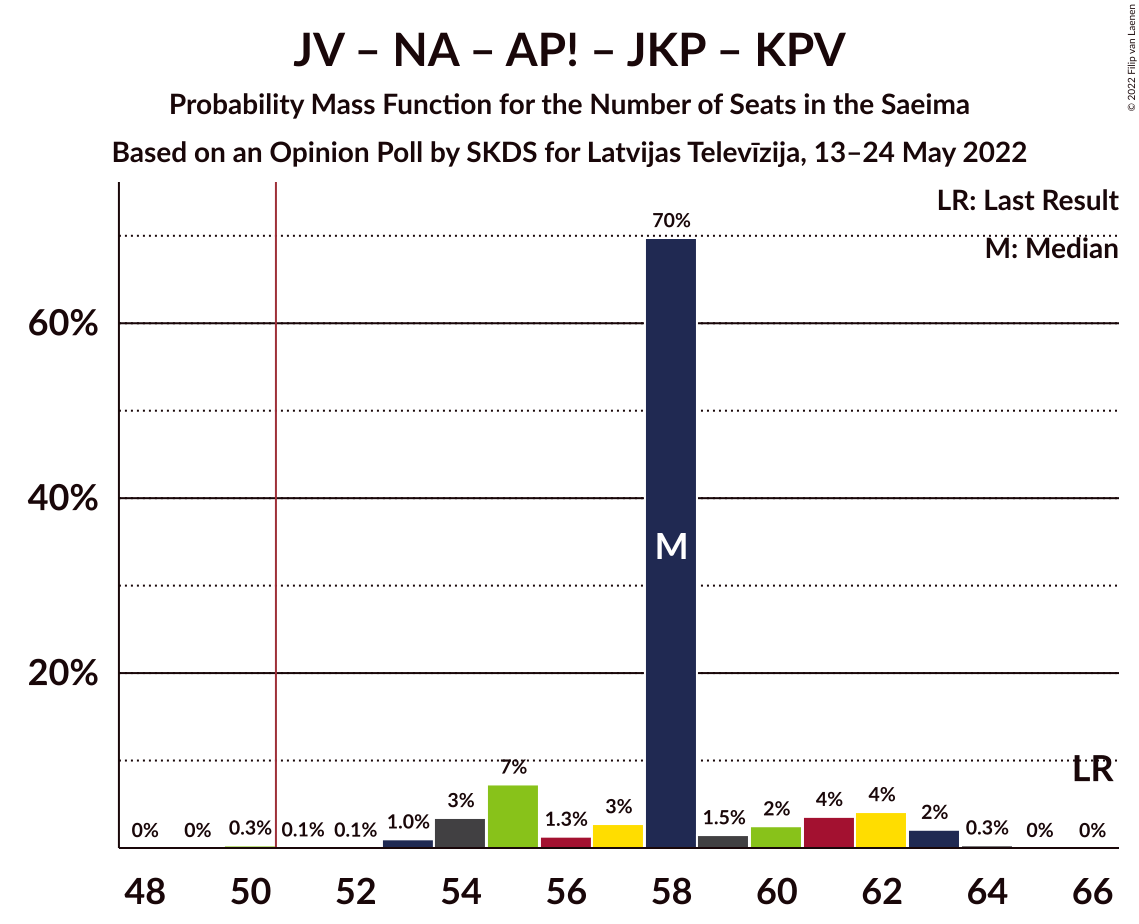 JV – NA – AP! – JKP – KPV
Probability Mass Function for the Number of Seats in the Saeima
Based on an Opinion Poll by SKDS for Latvijas Televīzija, 13–24 May 2022
© 2022 Filip van Laenen
LR: Last Result
M: Median
60%
40%
20%
0% 0% 0.3% 0.1% 0.1% 1.0% 3% 7% 1.3% 3% 70% 1.5% 2% 4% 4% 2% 0.3% 0% 0%
M
LR
48 50 52 54 56 58 60 62 64 66